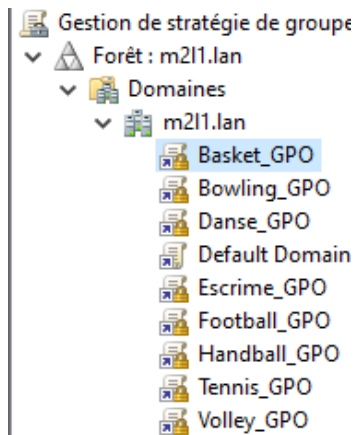 Gestion de stratégie de groupe
Forêt : m2l1.lan
Domaines
m2l1.lan
Basket_GPO
Bowling_GPO
Danse_GPO
Default Domain
Escrime_GPO
Football_GPO
Handball_GPO
Tennis_GPO
Volley_GPO